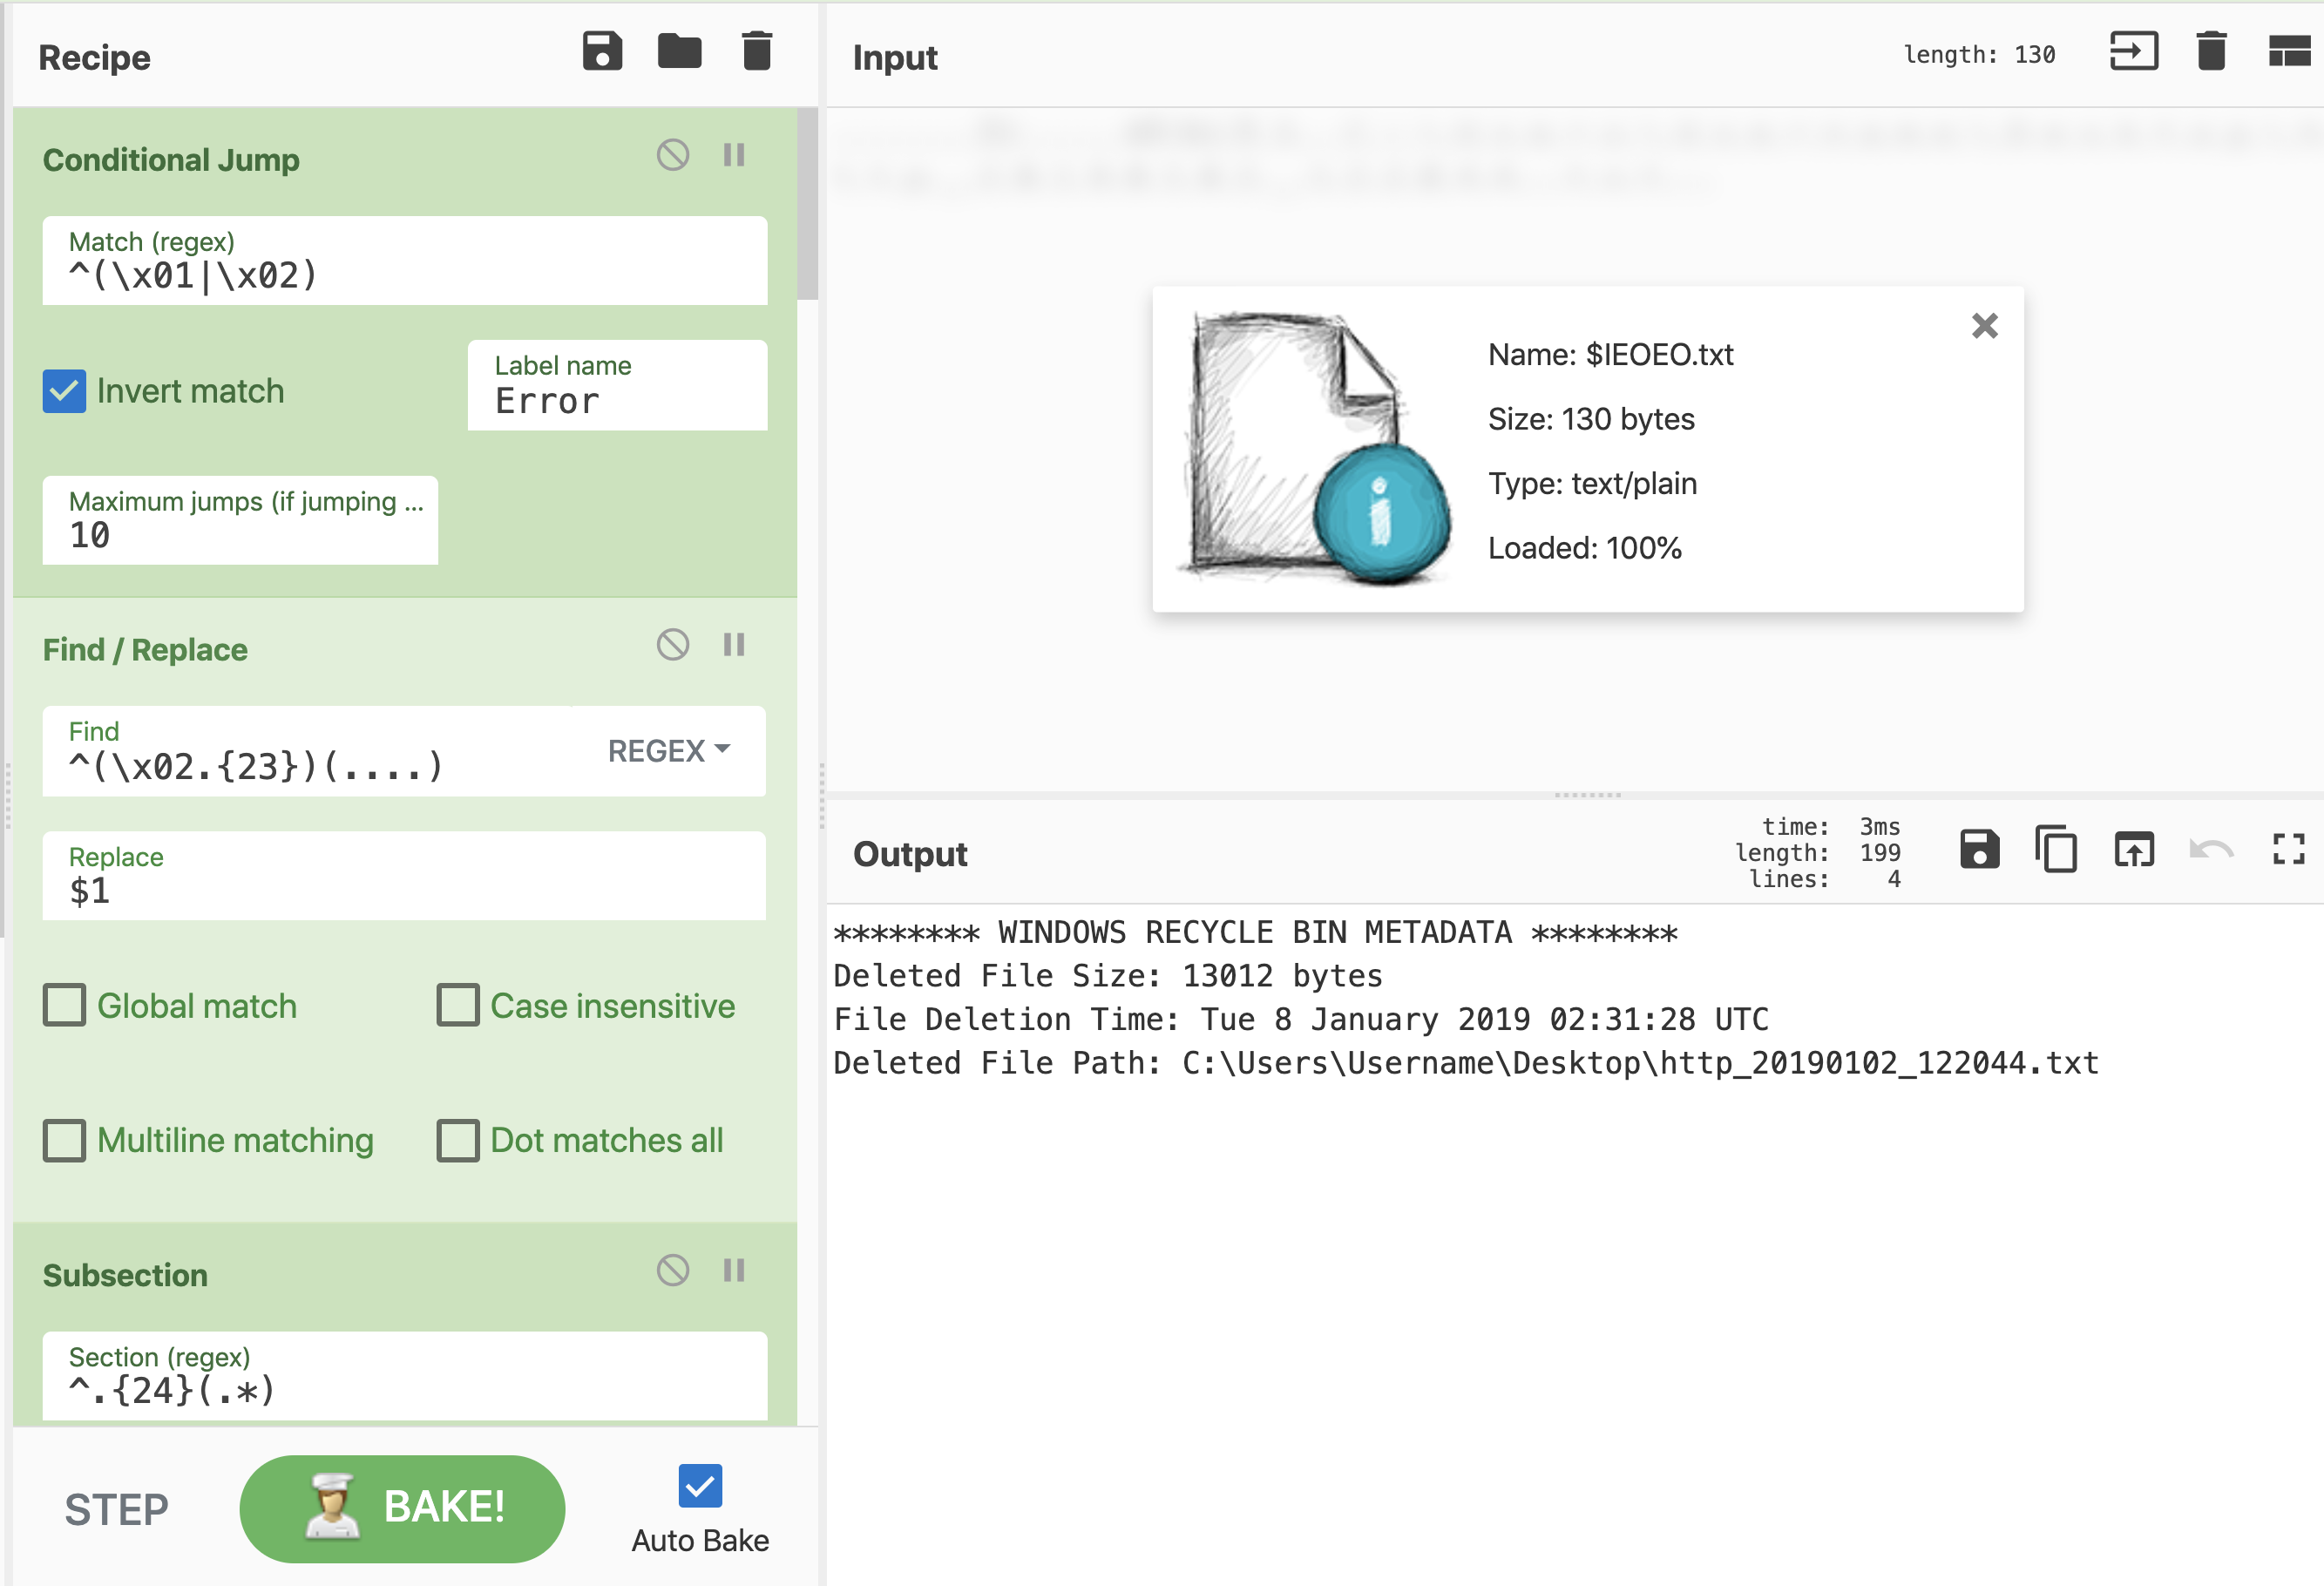 Recipe
Conditional Jump
Match (regex)
^(\x01|\x02)
Invert match
Label name
Error
Maximum jumps (if jumping ...
10
Find / Replace
Find
^(\x02.{23})(....)
REGEX
Replace
$1
Global match
Case insensitive
Multiline matching
Dot matches all
Subsection
Section (regex)
^.{24}(.*)
STEP
BAKE!
Auto Bake
Input
length: 130
Name: $IEOEO.txt
Size: 130 bytes
Type: text/plain
Loaded: 100%
Output
time: 3ms
length: 199
lines: 4
******** WINDOWS RECYCLE BIN METADATA ********
Deleted File Size: 13012 bytes
File Deletion Time: Tue 8 January 2019 02:31:28 UTC
Deleted File Path: C:\Users\Username\Desktop\http_20190102_122044.txt